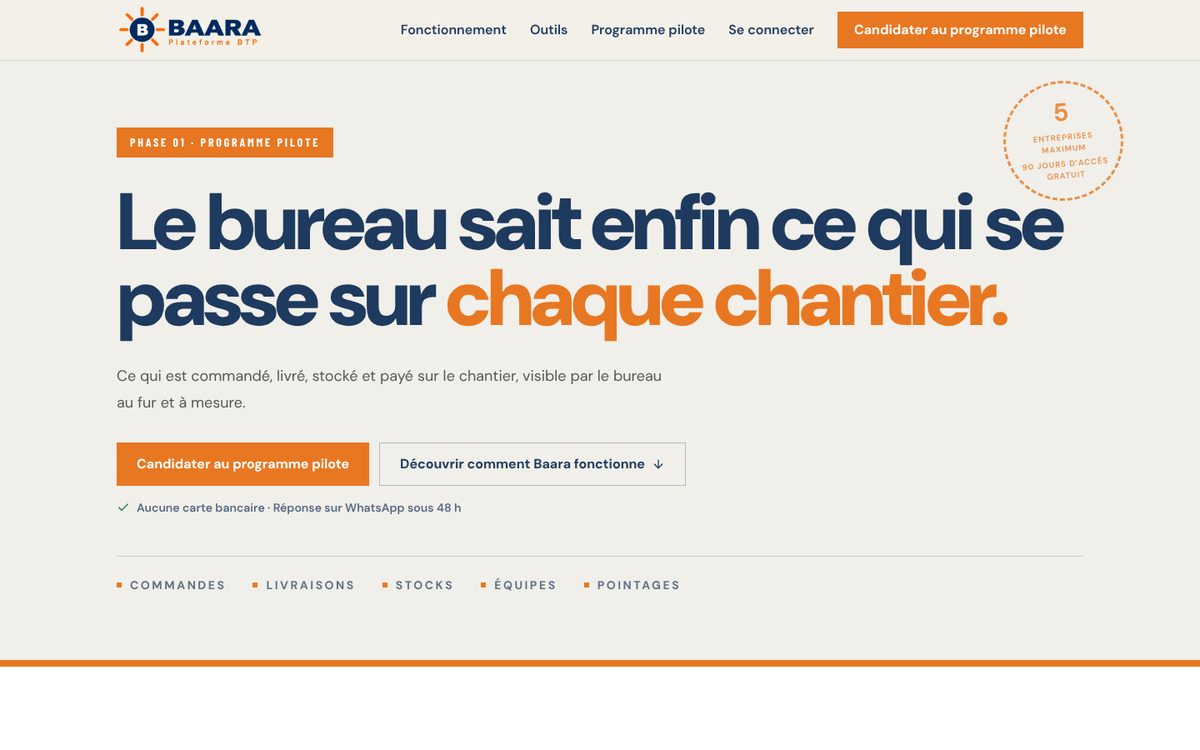 B BAARA
Plateforme BTP
Fonctionnement Outils Programme pilote Se connecter Candidater au programme pilote
5
ENTREPRISES
MAXIMUM
90 JOURS D'ACCÈS
GRATUIT
PHASE 01 · PROGRAMME PILOTE
Le bureau sait enfin ce qui se
passe sur chaque chantier.
Ce qui est commandé, livré, stocké et payé sur le chantier, visible par le bureau
au fur et à mesure.
Candidater au programme pilote Découvrir comment Baara fonctionne ↓
Aucune carte bancaire · Réponse sur WhatsApp sous 48 h
COMMANDES LIVRAISONS STOCKS ÉQUIPES POINTAGES